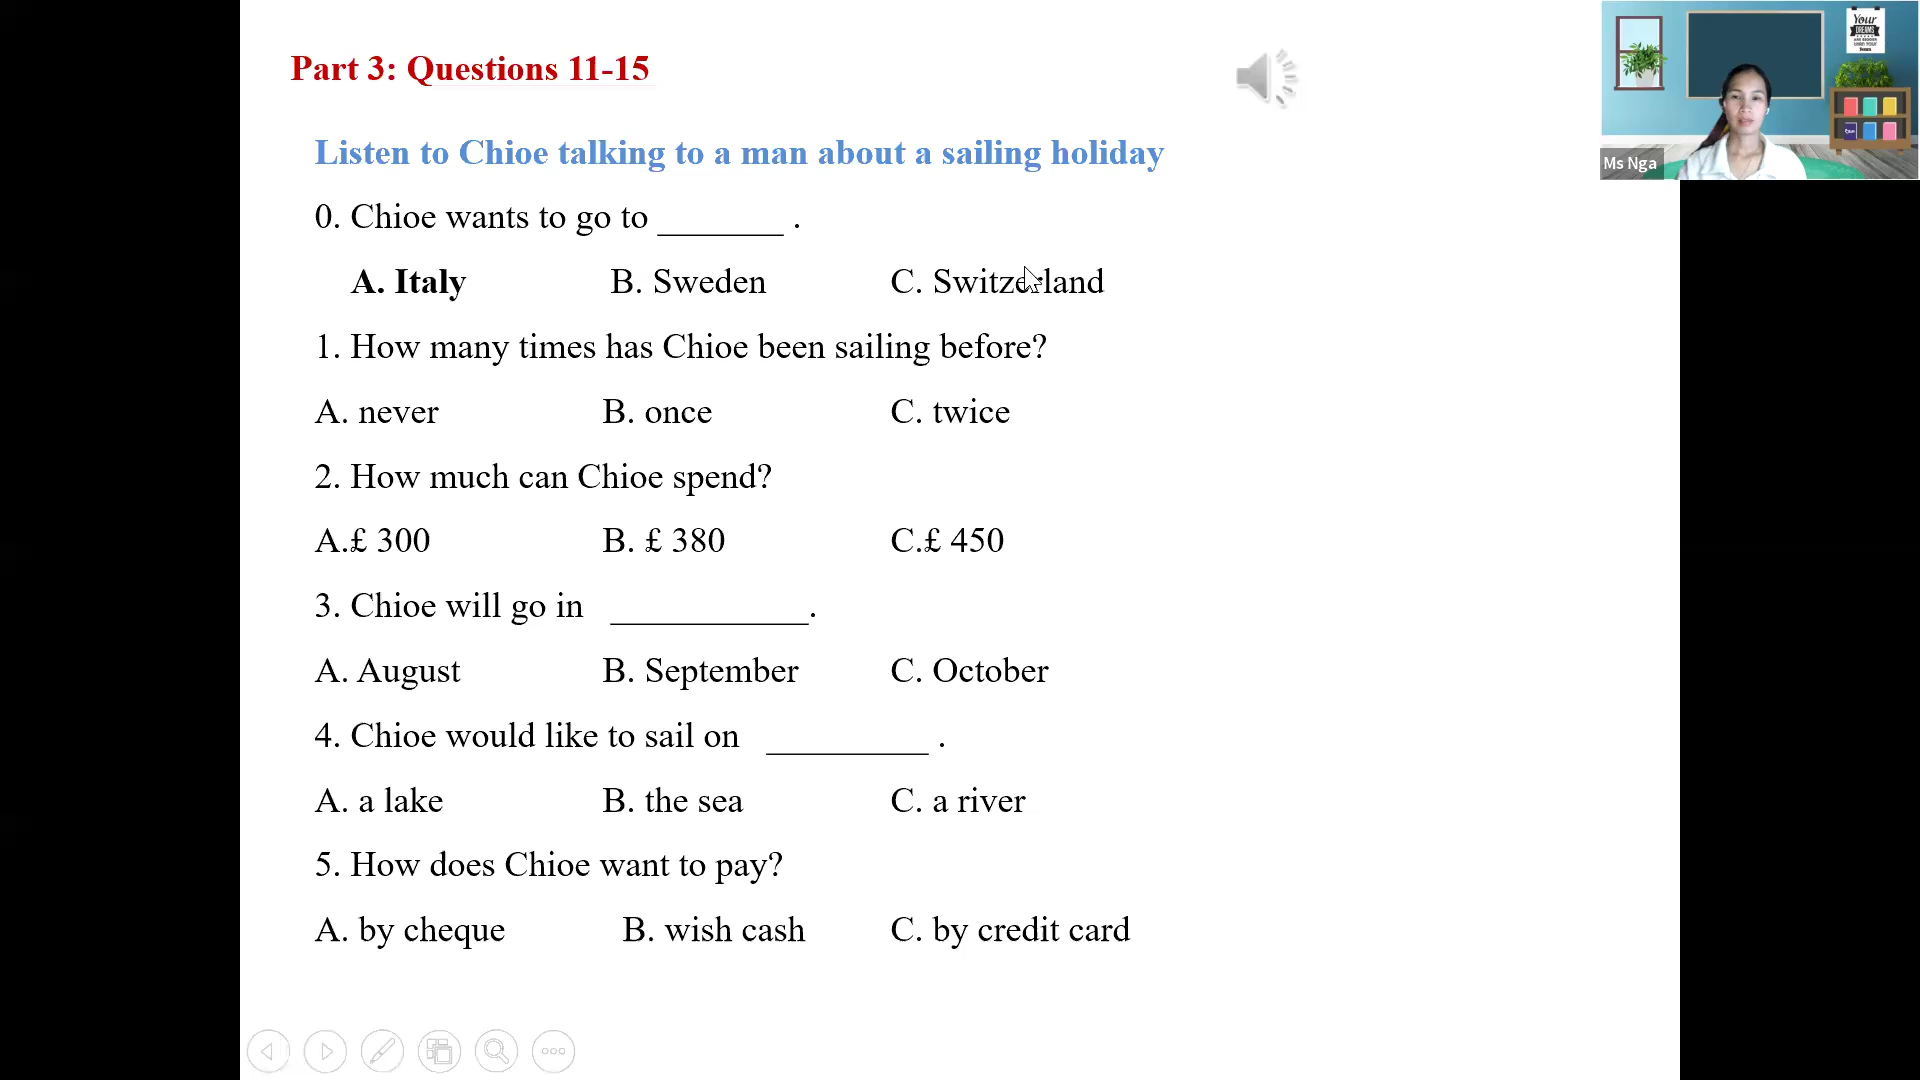 Part 3: Questions 11-15
Listen to Chioe talking to a man about a sailing holiday
0. Chioe wants to go to _______ .
A. Italy B. Sweden C. Switzerland
1. How many times has Chioe been sailing before?
A. never B. once C. twice
2. How much can Chioe spend?
A.£ 300 B. £ 380 C.£ 450
3. Chioe will go in ___________.
A. August B. September C. October
4. Chioe would like to sail on _________ .
A. a lake B. the sea C. a river
5. How does Chioe want to pay?
A. by cheque B. wish cash C. by credit card
Your
DREAMS
Ms Nga